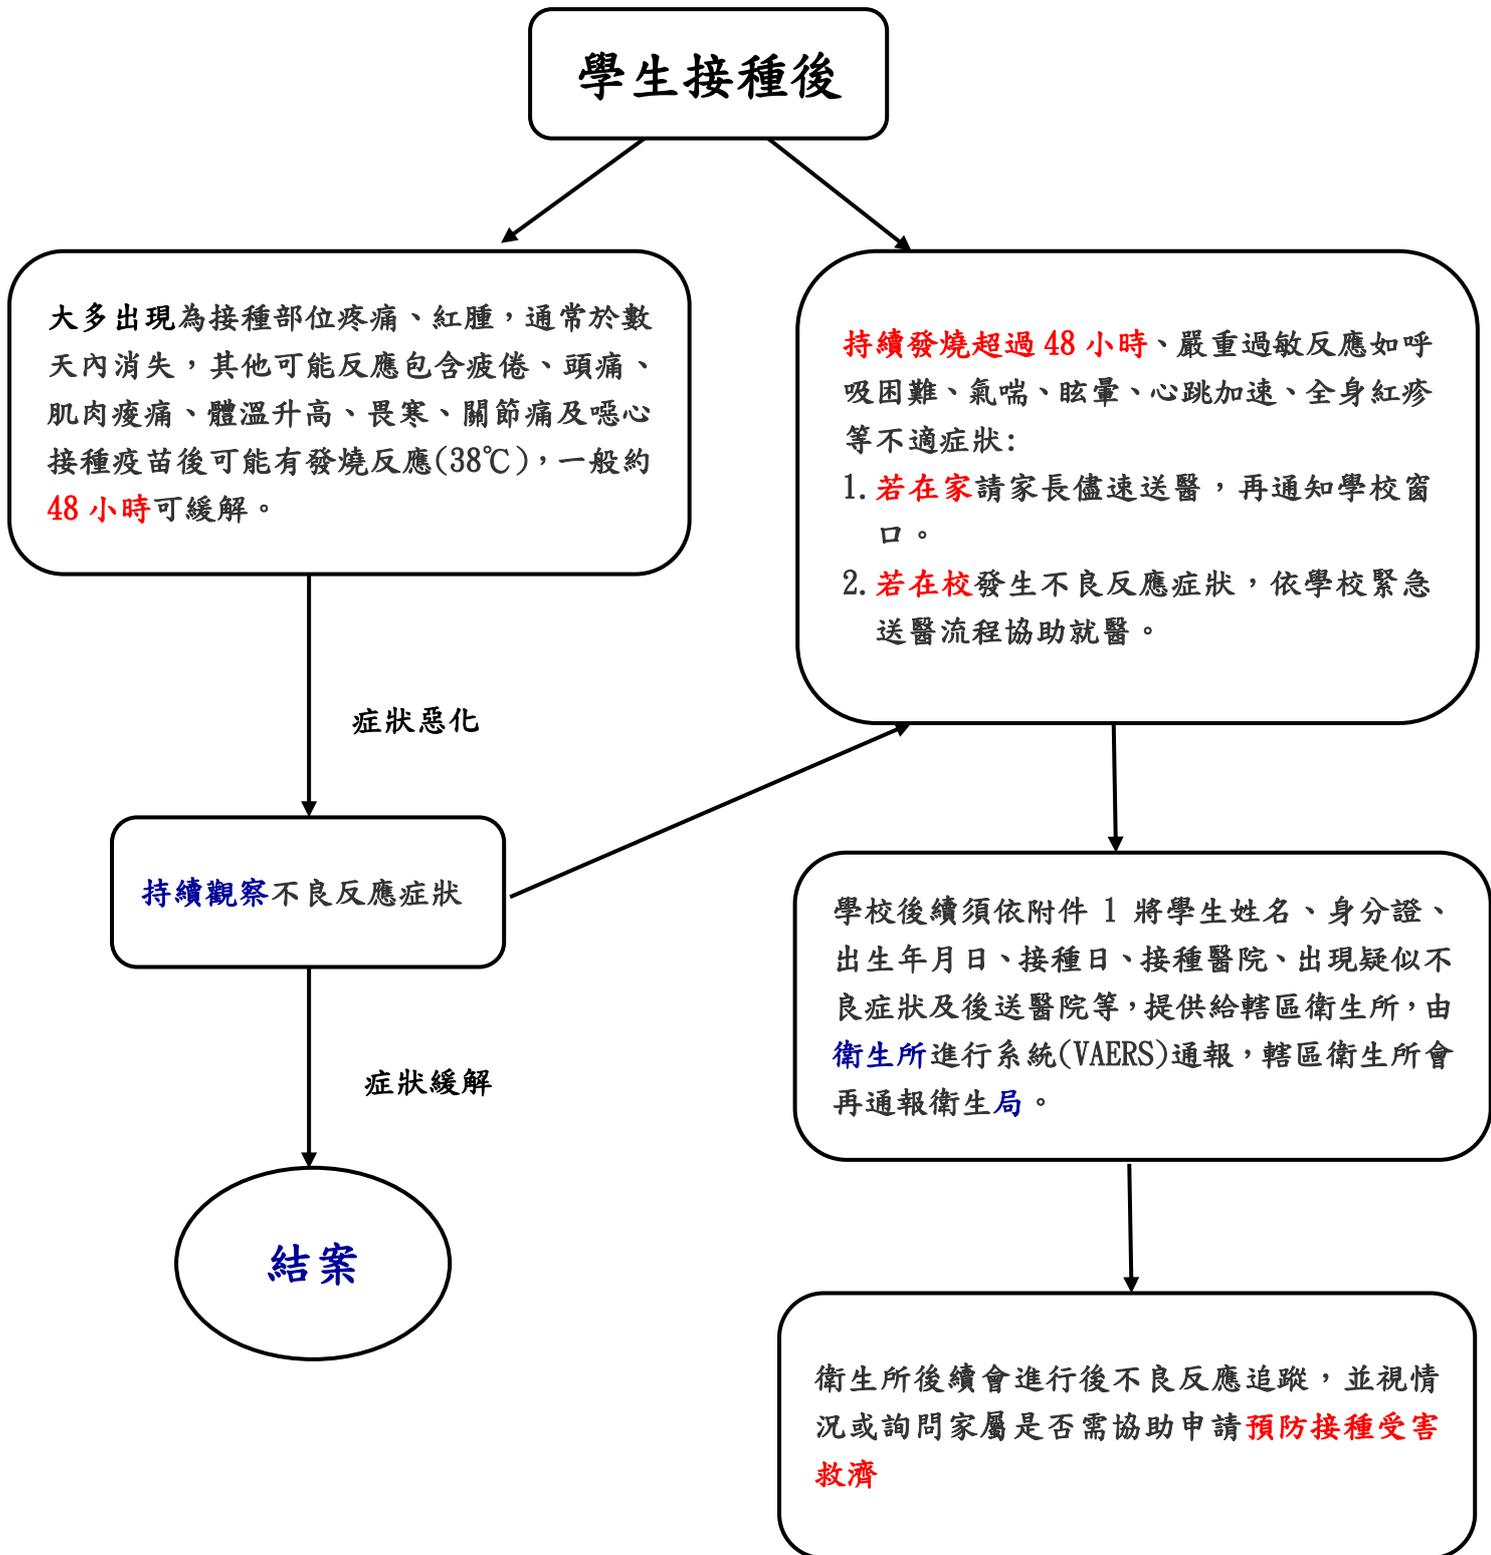 學生接種後
大多出現為接種部位疼痛、紅腫，通常於數
天內消失，其他可能反應包含疲倦、頭痛、
肌肉痠痛、體溫升高、畏寒、關節痛及噁心
接種疫苗後可能有發燒反應(38℃)，一般約
48 小時可緩解。
持續發燒超過 48 小時、嚴重過敏反應如呼
吸困難、氣喘、眩暈、心跳加速、全身紅疹
等不適症狀:
1. 若在家請家長儘速送醫，再通知學校窗
口。
2. 若在校發生不良反應症狀，依學校緊急
送醫流程協助就醫。
症狀惡化
持續觀察不良反應症狀
學校後續須依附件 1 將學生姓名、身分證、
出生年月日、接種日、接種醫院、出現疑似不
良症狀及後送醫院等，提供給轄區衛生所，由
衛生所進行系統(VAERS)通報，轄區衛生所會
再通報衛生局。
症狀緩解
結案
衛生所後續會進行後不良反應追蹤，並視情
況或詢問家屬是否需協助申請預防接種受害
救濟